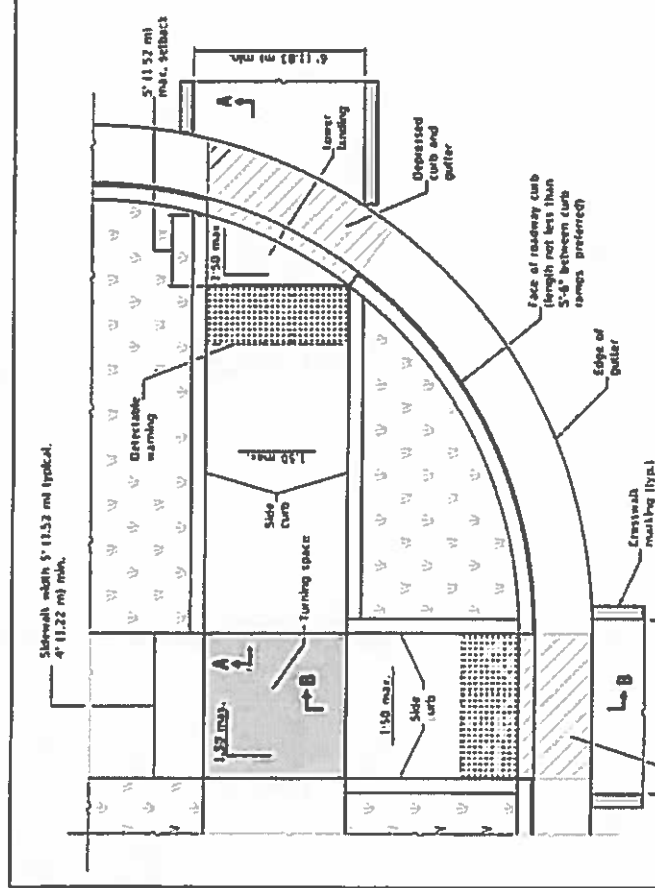 5' (1.52 m)
max. setback
6' (1.83 m) min.
A
Lower
landing
Depressed
curb and
gutter
Face of roadway curb
(length not less than
5'-6" between curb
ramps preferred)
Edge of
gutter
Crosswalk
marking (typ.)
1:50 max
Detectable
warning
1:50 max.
Side
curb
Turning space
Sidewalk width 5' (1.52 m) typical.
4' (1.22 m) min.
A
B
1:50 max.
Side
curb
B